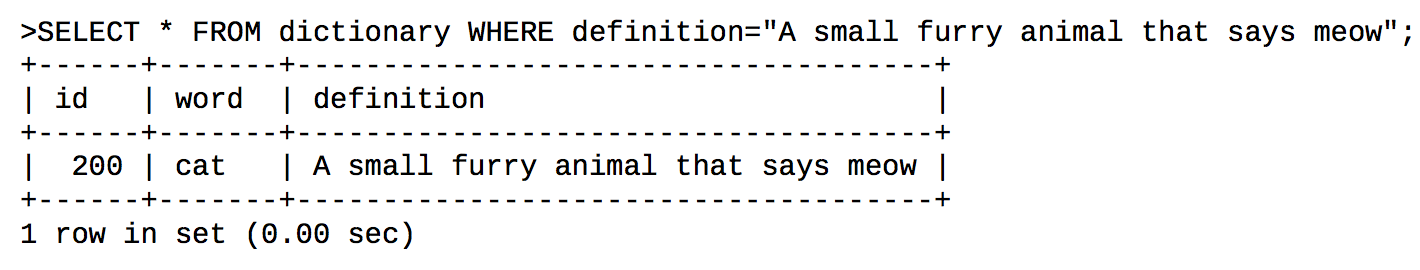 >SELECT * FROM dictionary WHERE definition="A small furry animal that says meow";
+------+-------+-------------------------------------+
| id   | word  | definition                          |
+------+-------+-------------------------------------+
|  200 | cat   | A small furry animal that says meow |
+------+-------+-------------------------------------+
1 row in set (0.00 sec)